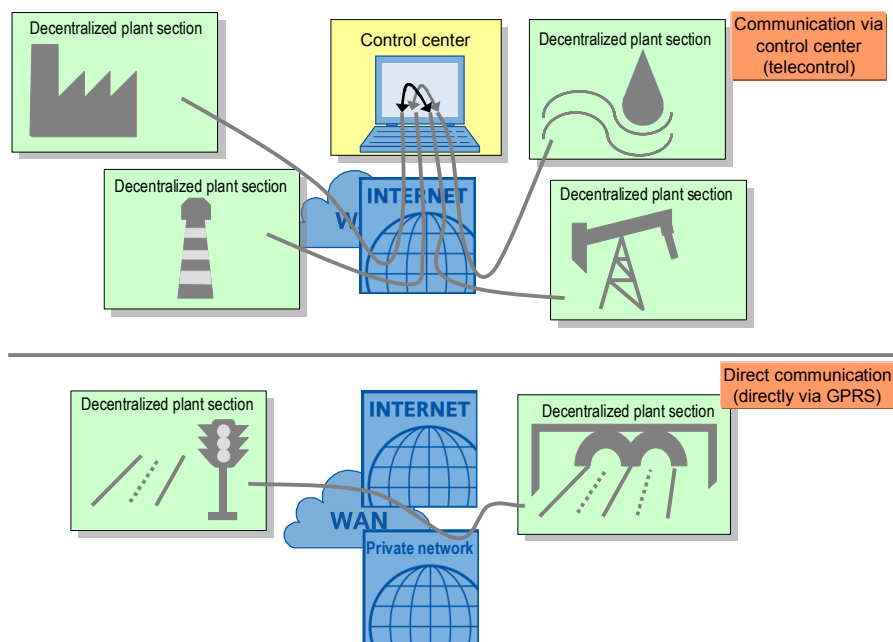 Decentralized plant section
Control center
Decentralized plant section
Communication via
control center
(telecontrol)
Decentralized plant section
INTERNET
Decentralized plant section
W
Direct communication
(directly via GPRS)
Decentralized plant section
INTERNET
Decentralized plant section
WAN
Private network